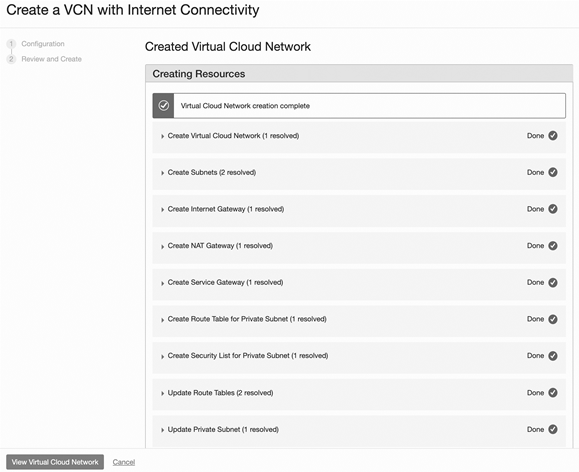 Create a VCN with Internet Connectivity
1 Configuration
2 Review and Create
Created Virtual Cloud Network
Creating Resources
Virtual Cloud Network creation complete
Create Virtual Cloud Network (1 resolved) Done
Create Subnets (2 resolved) Done
Create Internet Gateway (1 resolved) Done
Create NAT Gateway (1 resolved) Done
Create Service Gateway (1 resolved) Done
Create Route Table for Private Subnet (1 resolved) Done
Create Security List for Private Subnet (1 resolved) Done
Update Route Tables (2 resolved) Done
Update Private Subnet (1 resolved) Done
View Virtual Cloud Network Cancel